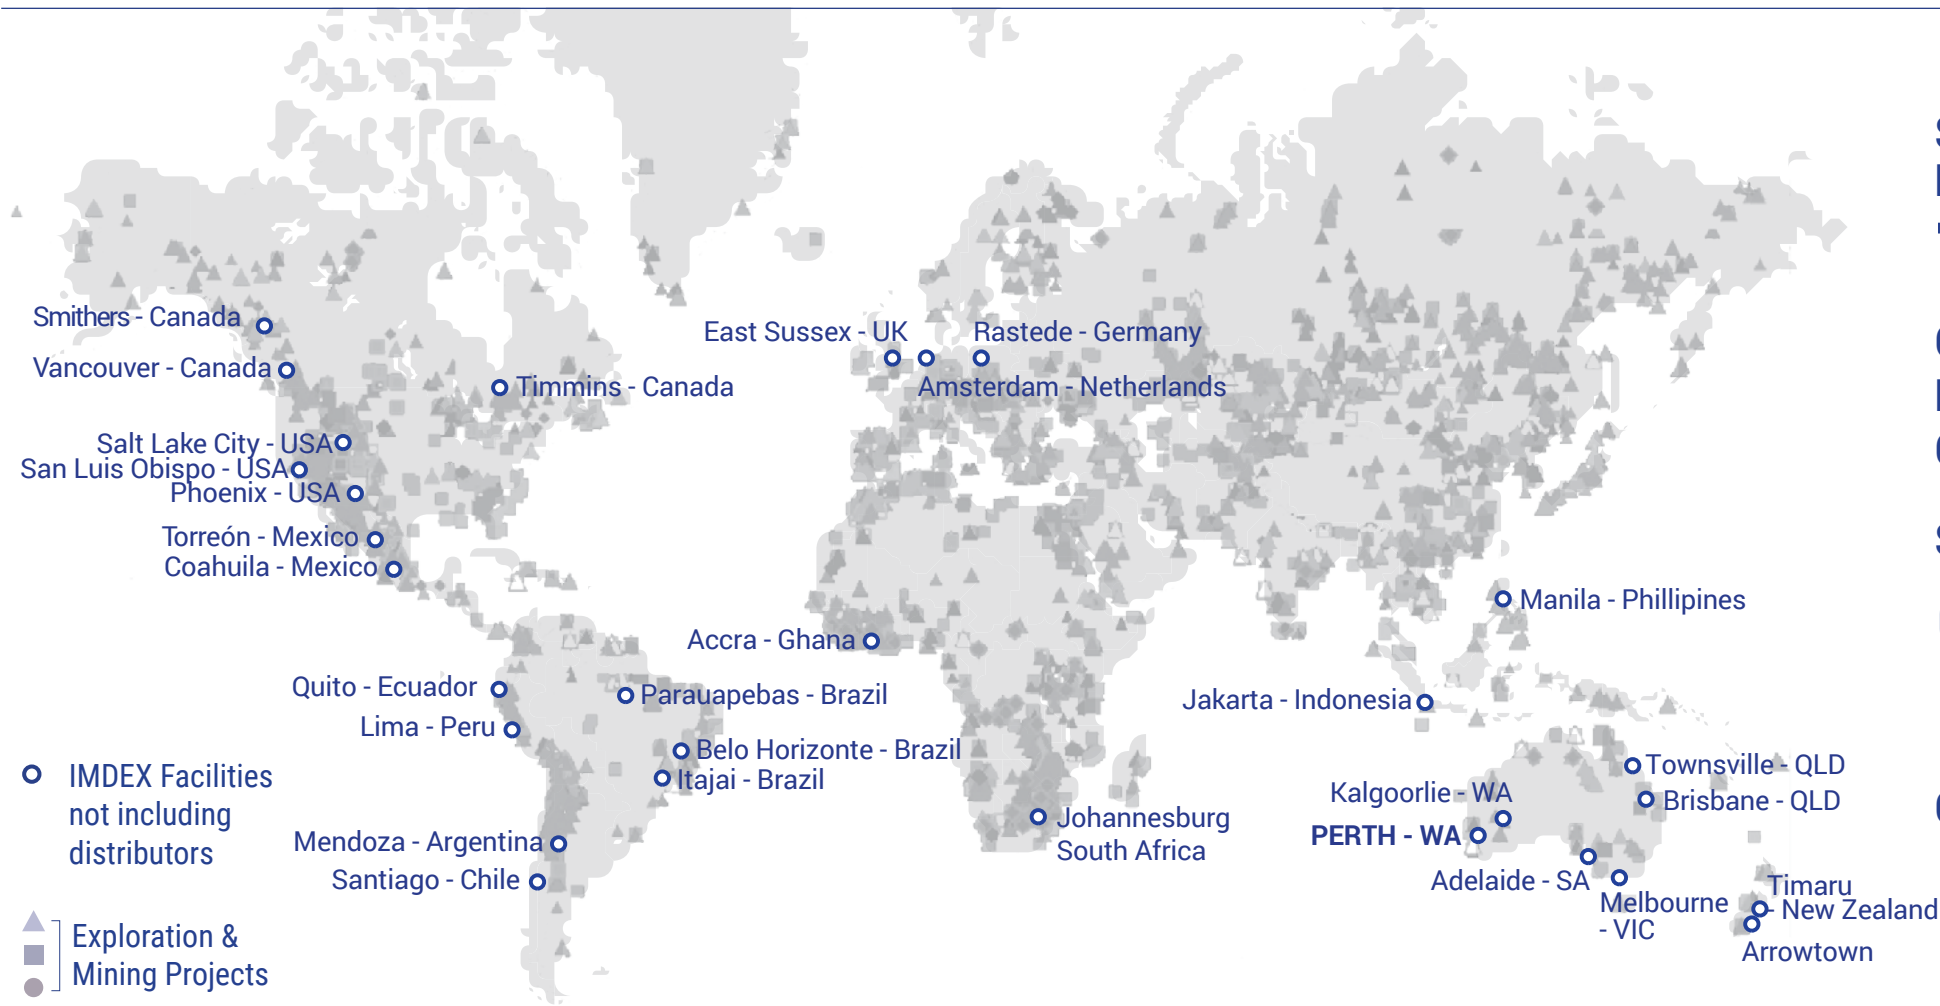 Smithers - Canada
Vancouver - Canada
Timmins - Canada
Salt Lake City - USA
San Luis Obispo - USA
Phoenix - USA
Torreón - Mexico
Coahuila - Mexico
East Sussex - UK
Rastede - Germany
Amsterdam - Netherlands
Manila - Phillipines
Accra - Ghana
Quito - Ecuador
Parauapebas - Brazil
Jakarta - Indonesia
Lima - Peru
Belo Horizonte - Brazil
Itajai - Brazil
Townsville - QLD
Brisbane - QLD
Kalgoorlie - WA
PERTH - WA
Johannesburg
South Africa
Mendoza - Argentina
Santiago - Chile
Adelaide - SA
Melbourne
- VIC
Timaru
- New Zealand
Arrowtown
IMDEX Facilities
not including
distributors
Exploration &
Mining Projects